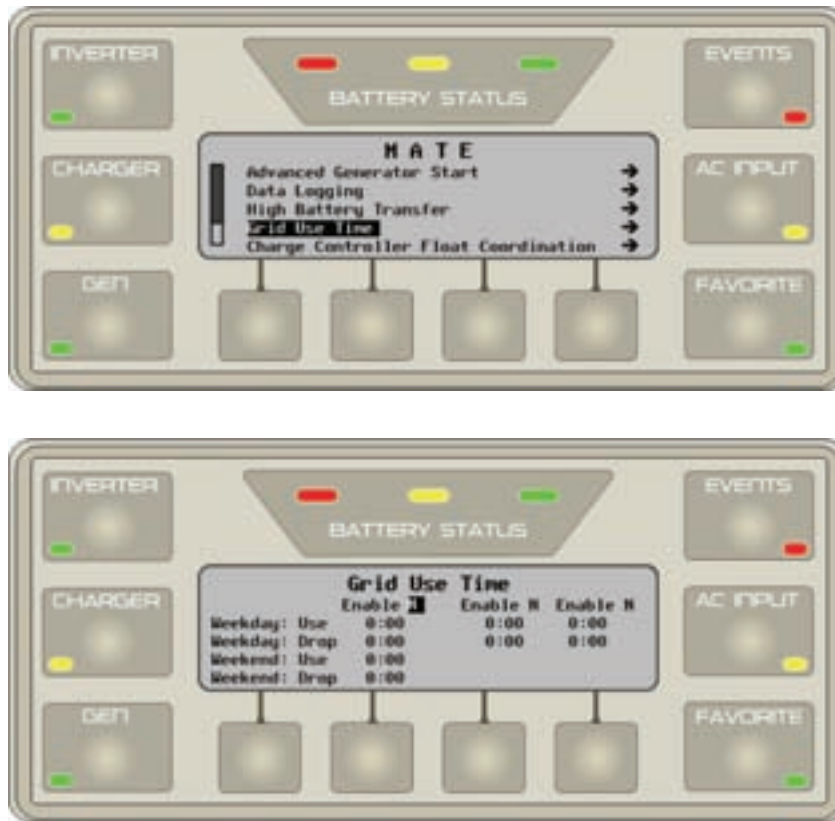 INVERTER
EVENTS
BATTERY STATUS
MATE
CHARGER
Advanced Generator Start
AC INPUT
Data Logging
High Battery Transfer
Grid Use Time
Charge Controller Float Coordination
GEN
FAVORITE
INVERTER
EVENTS
BATTERY STATUS
Grid Use Time
CHARGER
Enable N Enable N Enable N
AC INPUT
Weekday: Use 0:00 0:00 0:00
Weekday: Drop 0:00 0:00 0:00
Weekend: Use 0:00
Weekend: Drop 0:00
GEN
FAVORITE